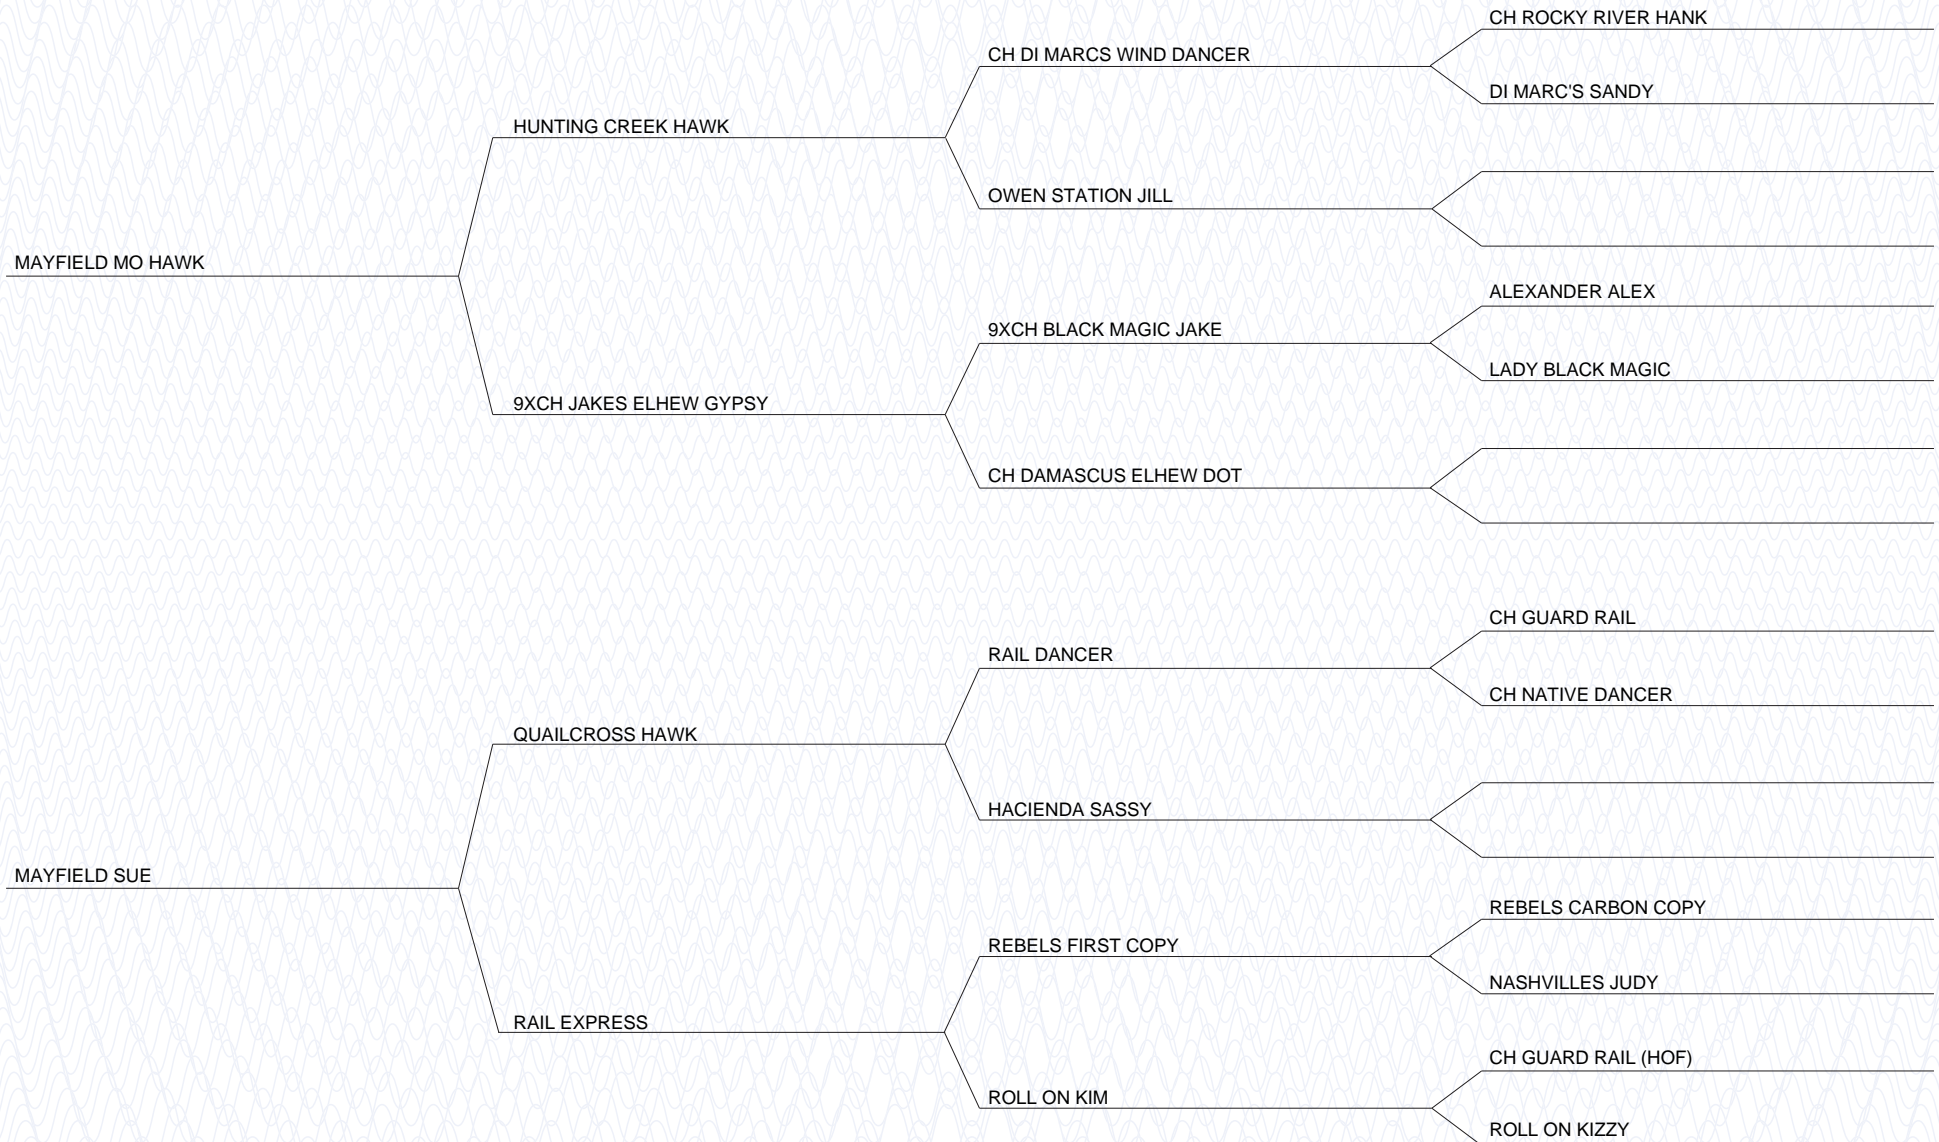 CH ROCKY RIVER HANK
CH DI MARCS WIND DANCER
DI MARC'S SANDY
HUNTING CREEK HAWK
OWEN STATION JILL
MAYFIELD MO HAWK
ALEXANDER ALEX
9XCH BLACK MAGIC JAKE
LADY BLACK MAGIC
9XCH JAKES ELHEW GYPSY
CH DAMASCUS ELHEW DOT
CH GUARD RAIL
RAIL DANCER
CH NATIVE DANCER
QUAILCROSS HAWK
HACIENDA SASSY
MAYFIELD SUE
REBELS CARBON COPY
REBELS FIRST COPY
NASHVILLES JUDY
RAIL EXPRESS
CH GUARD RAIL (HOF)
ROLL ON KIM
ROLL ON KIZZY